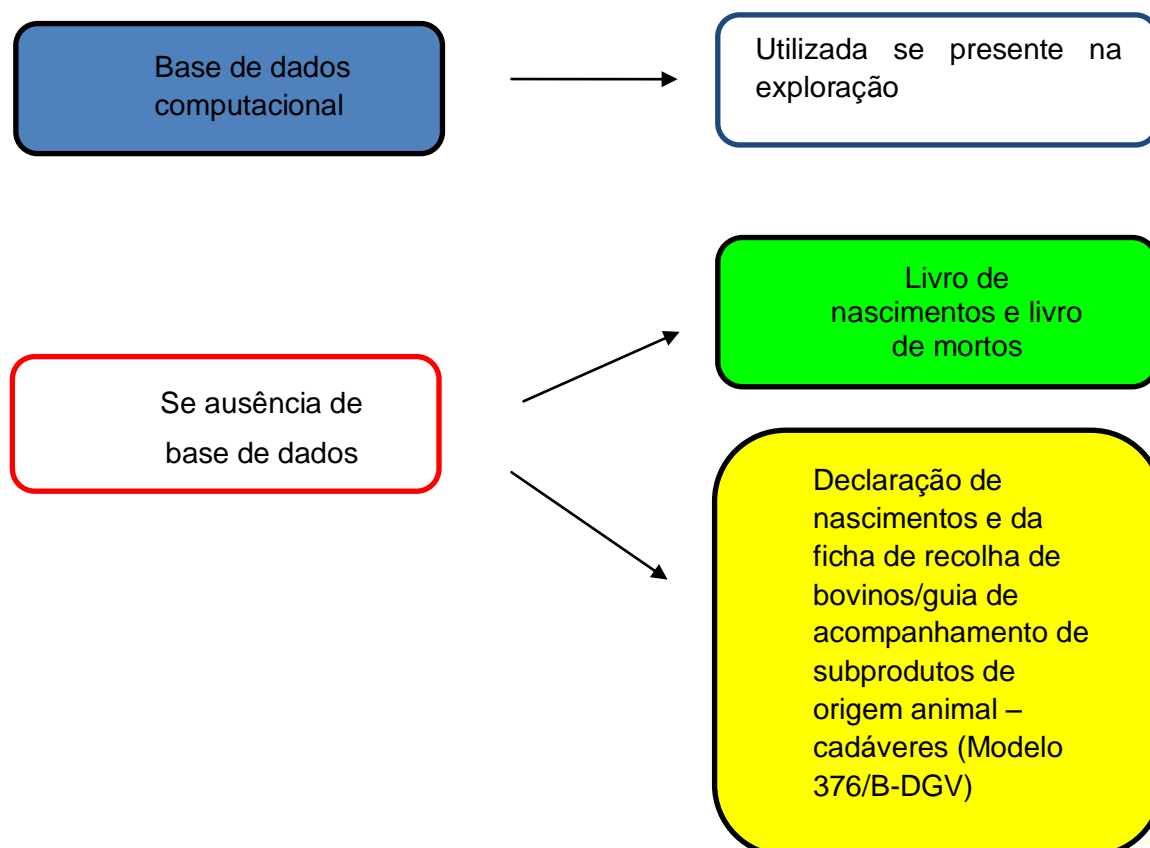 Base de dados
computacional
Utilizada se presente na
exploração
Livro de
nascimentos e livro
de mortos
Se ausência de
base de dados
Declaração de
nascimentos e da
ficha de recolha de
bovinos/guia de
acompanhamento de
subprodutos de
origem animal –
cadáveres (Modelo
376/B-DGV)